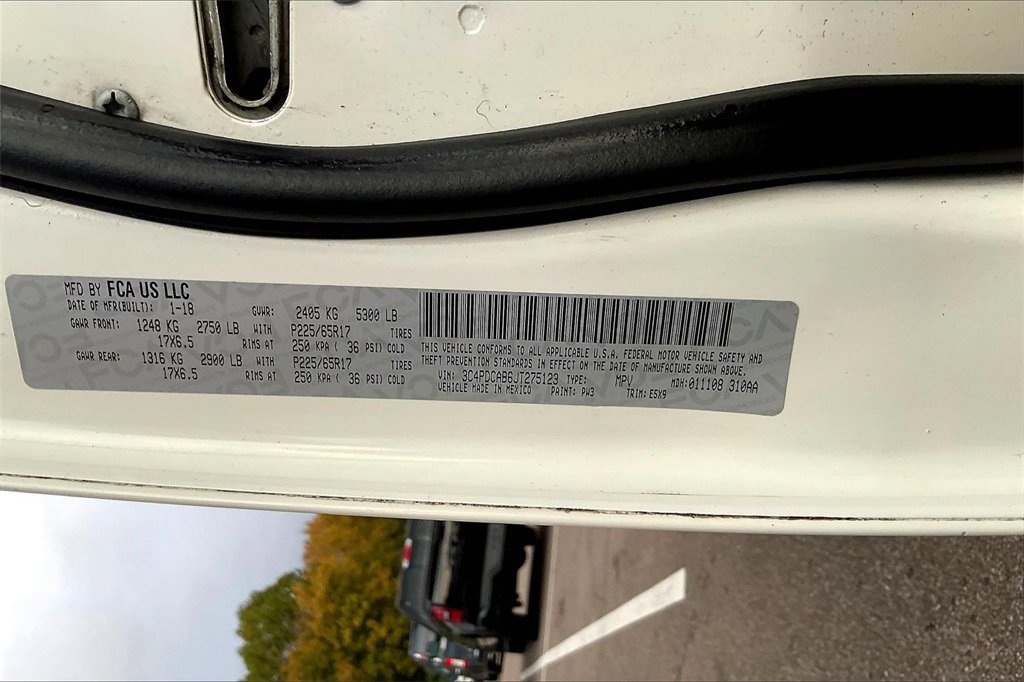 MFD BY FCA US LLC
DATE OF MFR(BUILT): 1-18 GVWR: 2405 KG 5300 LB
GAWR FRONT: 1248 KG 2750 LB WITH P225/65R17 TIRES
17X6.5 RIMS AT 250 KPA ( 36 PSI) COLD
GAWR REAR: 1316 KG 2900 LB WITH P225/65R17 TIRES
17X6.5 RIMS AT 250 KPA ( 36 PSI) COLD
THIS VEHICLE CONFORMS TO ALL APPLICABLE U.S.A. FEDERAL MOTOR VEHICLE SAFETY AND
THEFT PREVENTION STANDARDS IN EFFECT ON THE DATE OF MANUFACTURE SHOWN ABOVE.
VIN: 3C4PDCAB6JT275123 TYPE: MPV MDH: 011108 310AA
VEHICLE MADE IN MEXICO PAINT: PW3 TRIM: E5X9